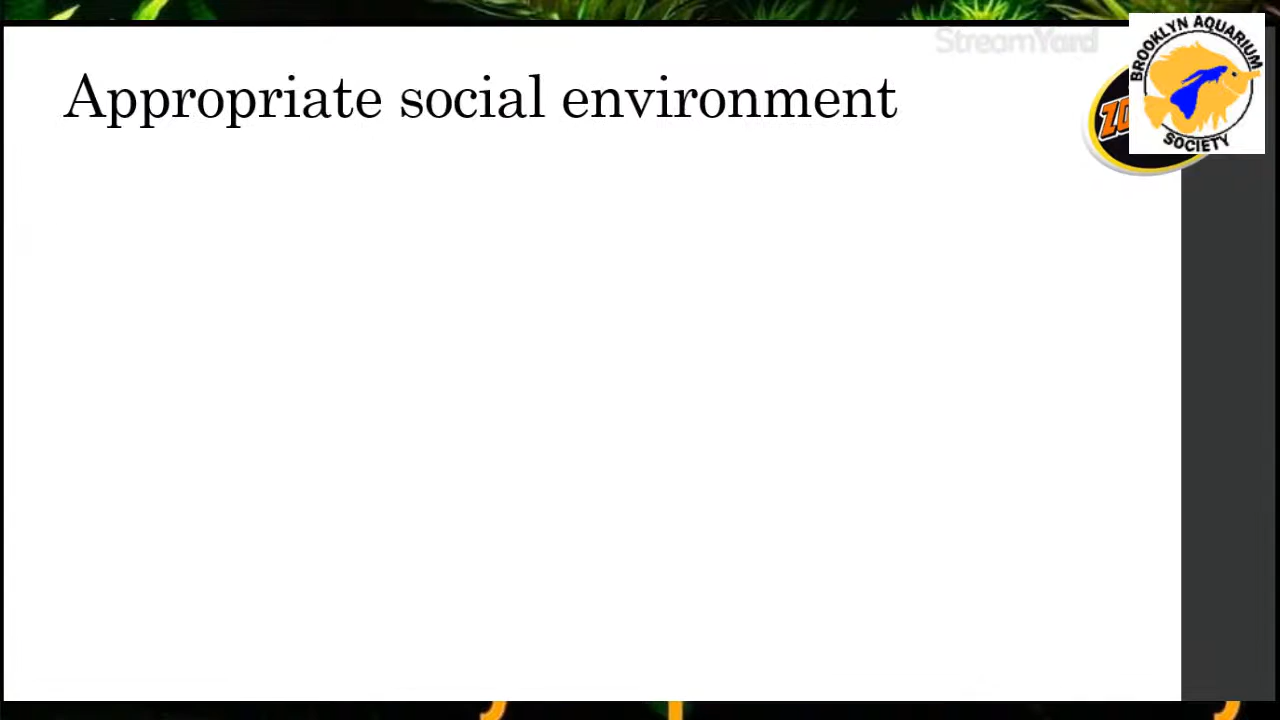 StreamYard
Appropriate social environment
BROOKLYN AQUARIUM
SOCIETY